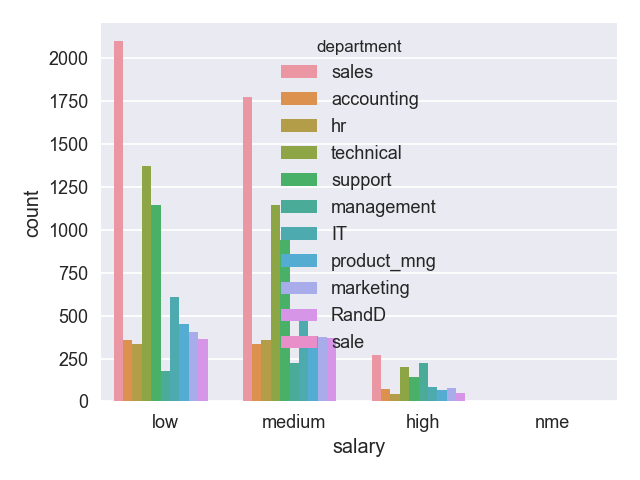 2000
1750
1500
1250
1000
750
500
250
0
count
department
sales
accounting
hr
technical
support
management
IT
product_mng
marketing
RandD
sale
low
medium
high
nme
salary